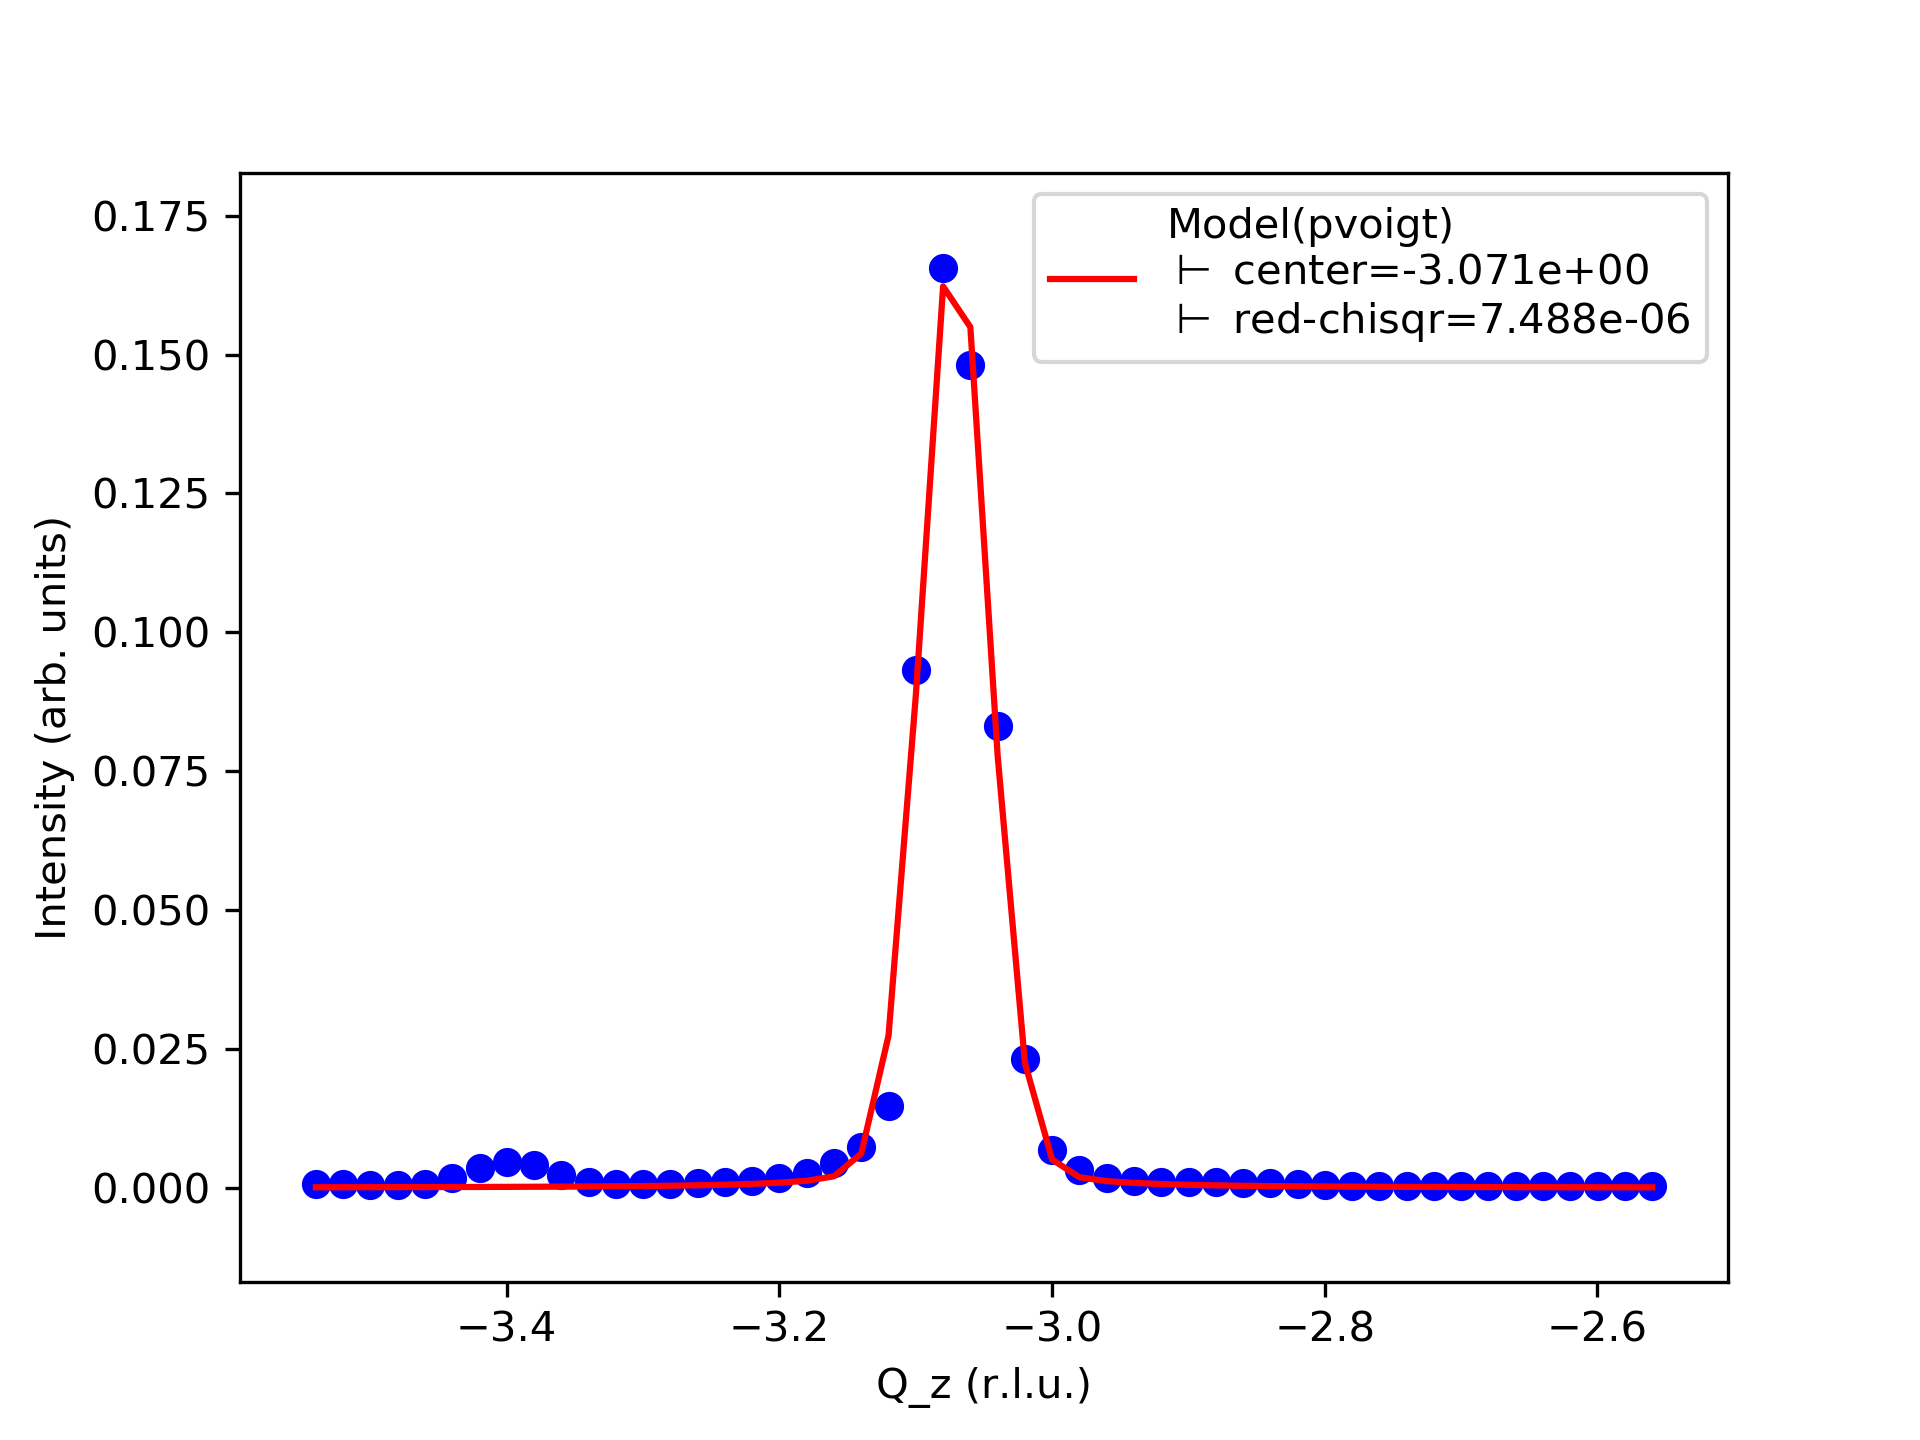 Model(pvoigt)
⊢ center=-3.071e+00
⊢ red-chisqr=7.488e-06
0.175
0.150
0.125
0.100
0.075
0.050
0.025
0.000
Intensity (arb. units)
−3.4 −3.2 −3.0 −2.8 −2.6
Q_z (r.l.u.)